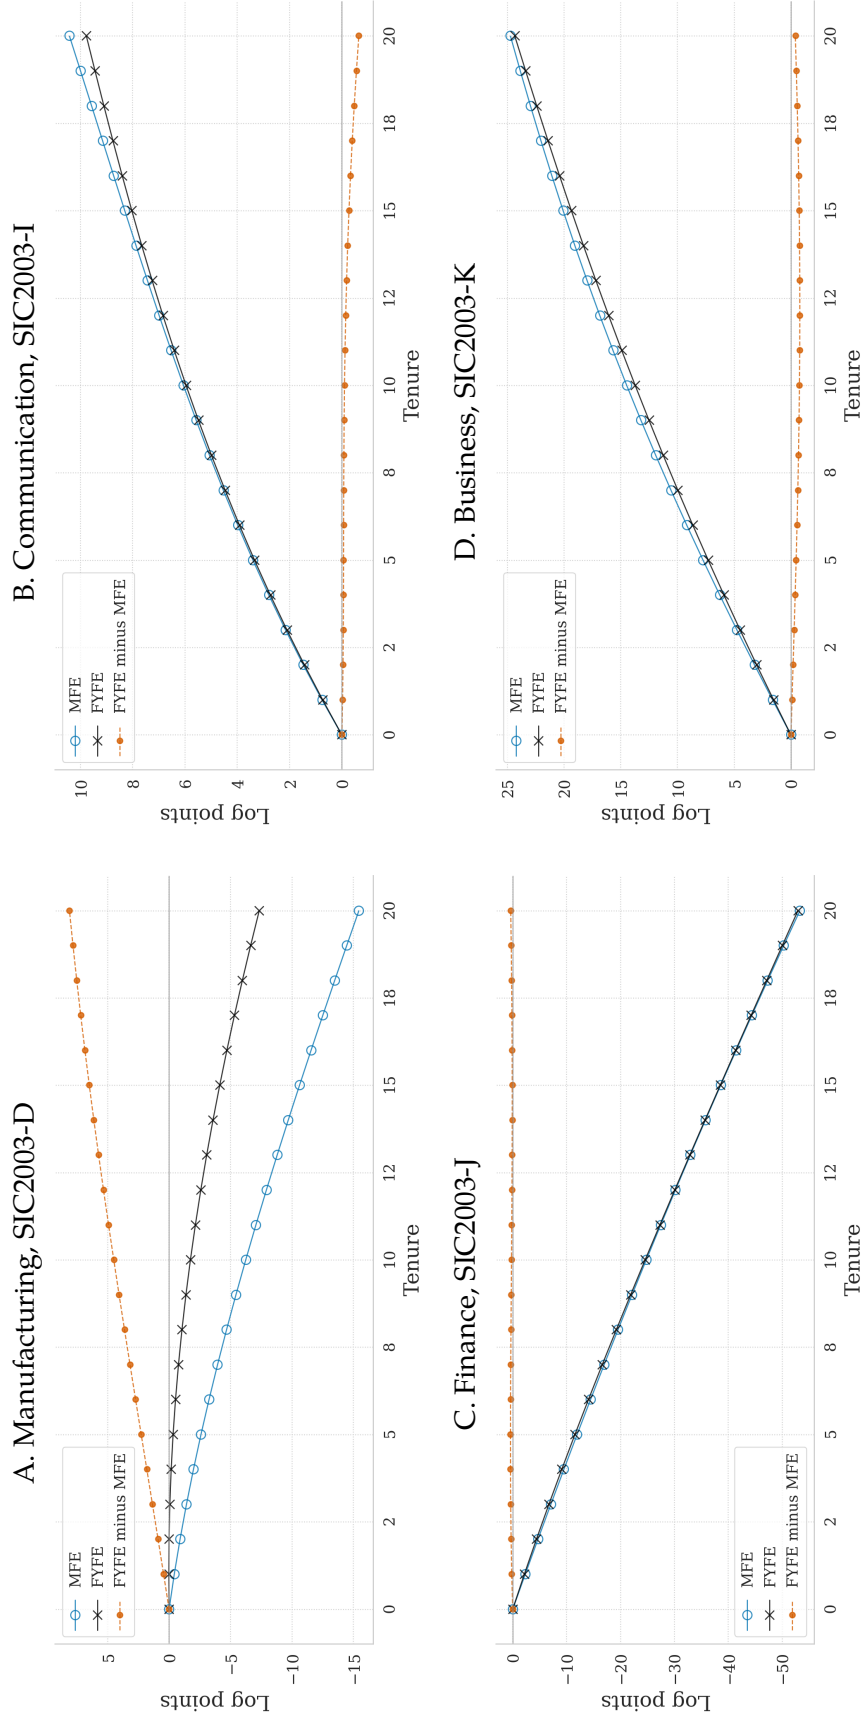 A. Manufacturing, SIC2003-D
MFE
FYFE
FYFE minus MFE
Log points
5
0
−5
−10
−15
0
2
5
8
10
12
15
18
20
Tenure
B. Communication, SIC2003-I
MFE
FYFE
FYFE minus MFE
Log points
10
8
6
4
2
0
0
2
5
8
10
12
15
18
20
Tenure
C. Finance, SIC2003-J
MFE
FYFE
FYFE minus MFE
Log points
0
−10
−20
−30
−40
−50
0
2
5
8
10
12
15
18
20
Tenure
D. Business, SIC2003-K
MFE
FYFE
FYFE minus MFE
Log points
25
20
15
10
5
0
0
2
5
8
10
12
15
18
20
Tenure